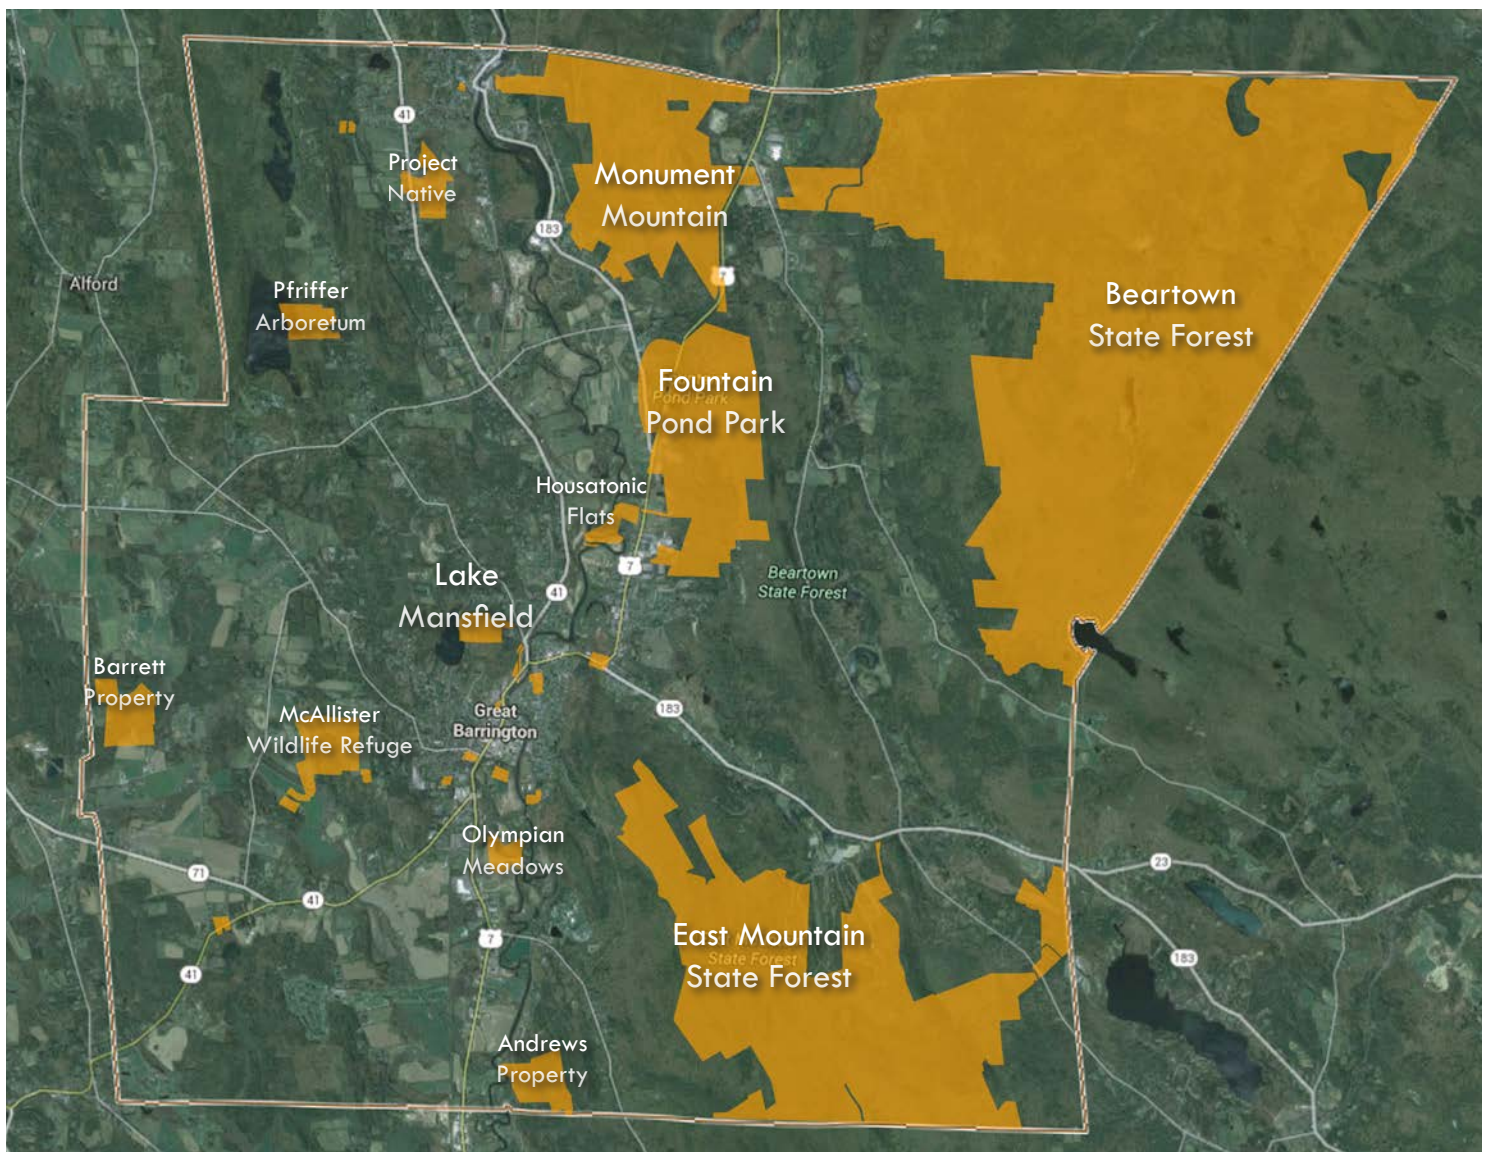 41
Project
Native
Monument
Mountain
183
7
Alford
Pfriffer
Arboretum
Beartown
State Forest
Fountain
Pond Park
Pond Park
Housatonic
Flats
7
Beartown
State Forest
Lake
Mansfield
41
Barrett
Property
183
McAllister
Wildlife Refuge
Great
Barrington
Olympian
Meadows
71
41
23
7
East Mountain
State Forest
State Forest
183
41
Andrews
Property